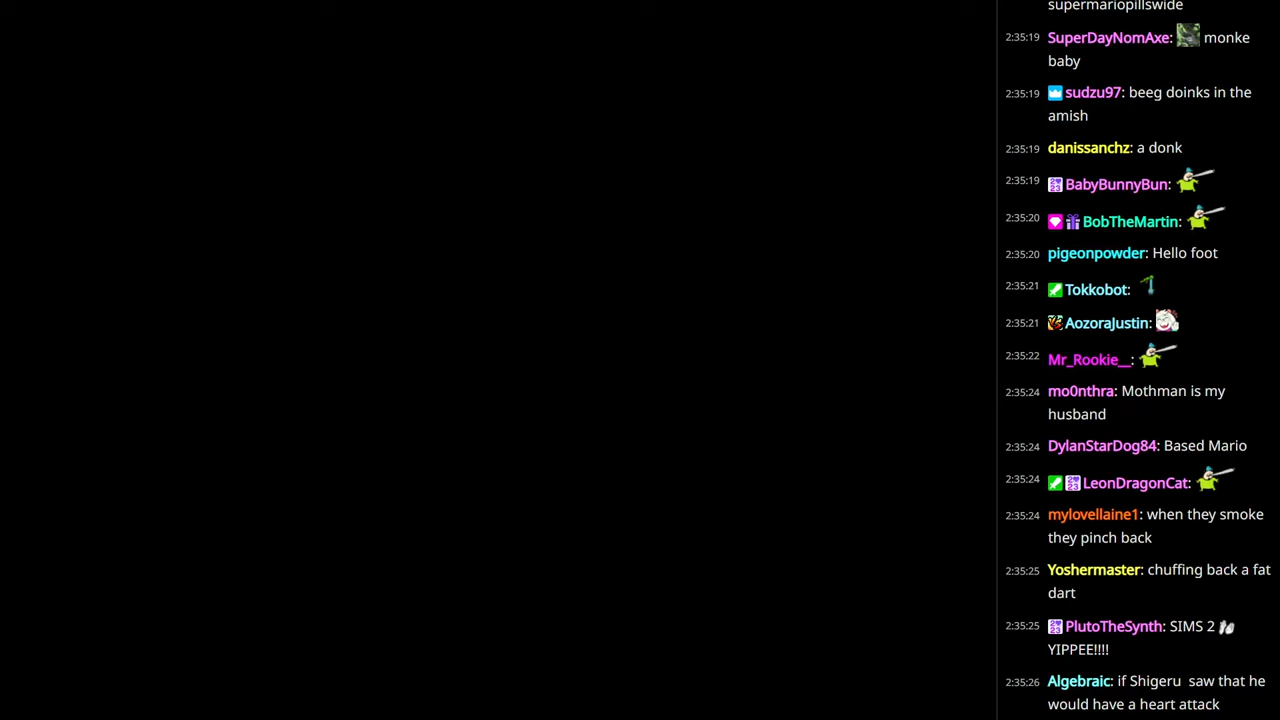 supermariopillswide
2:35:19 SuperDayNomAxe: monke
baby
2:35:19 sudzu97: beeg doinks in the
amish
2:35:19 danissanchz: a donk
2:35:19 BabyBunnyBun:
2:35:20 BobTheMartin:
2:35:20 pigeonpowder: Hello foot
2:35:21 Tokkobot:
2:35:21 AozoraJustin:
2:35:22 Mr_Rookie__:
2:35:24 mo0nthra: Mothman is my
husband
2:35:24 DylanStarDog84: Based Mario
2:35:24 LeonDragonCat:
2:35:24 mylovellaine1: when they smoke
they pinch back
2:35:25 Yoshermaster: chuffing back a fat
dart
2:35:25 PlutoTheSynth: SIMS 2
YIPPEE!!!!
2:35:26 Algebraic: if Shigeru saw that he
would have a heart attack